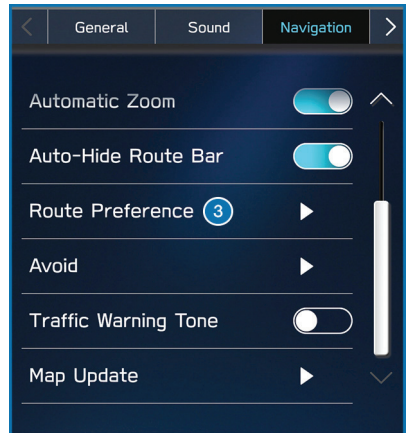 General Sound Navigation
Automatic Zoom
Auto-Hide Route Bar
Route Preference 3
Avoid
Traffic Warning Tone
Map Update